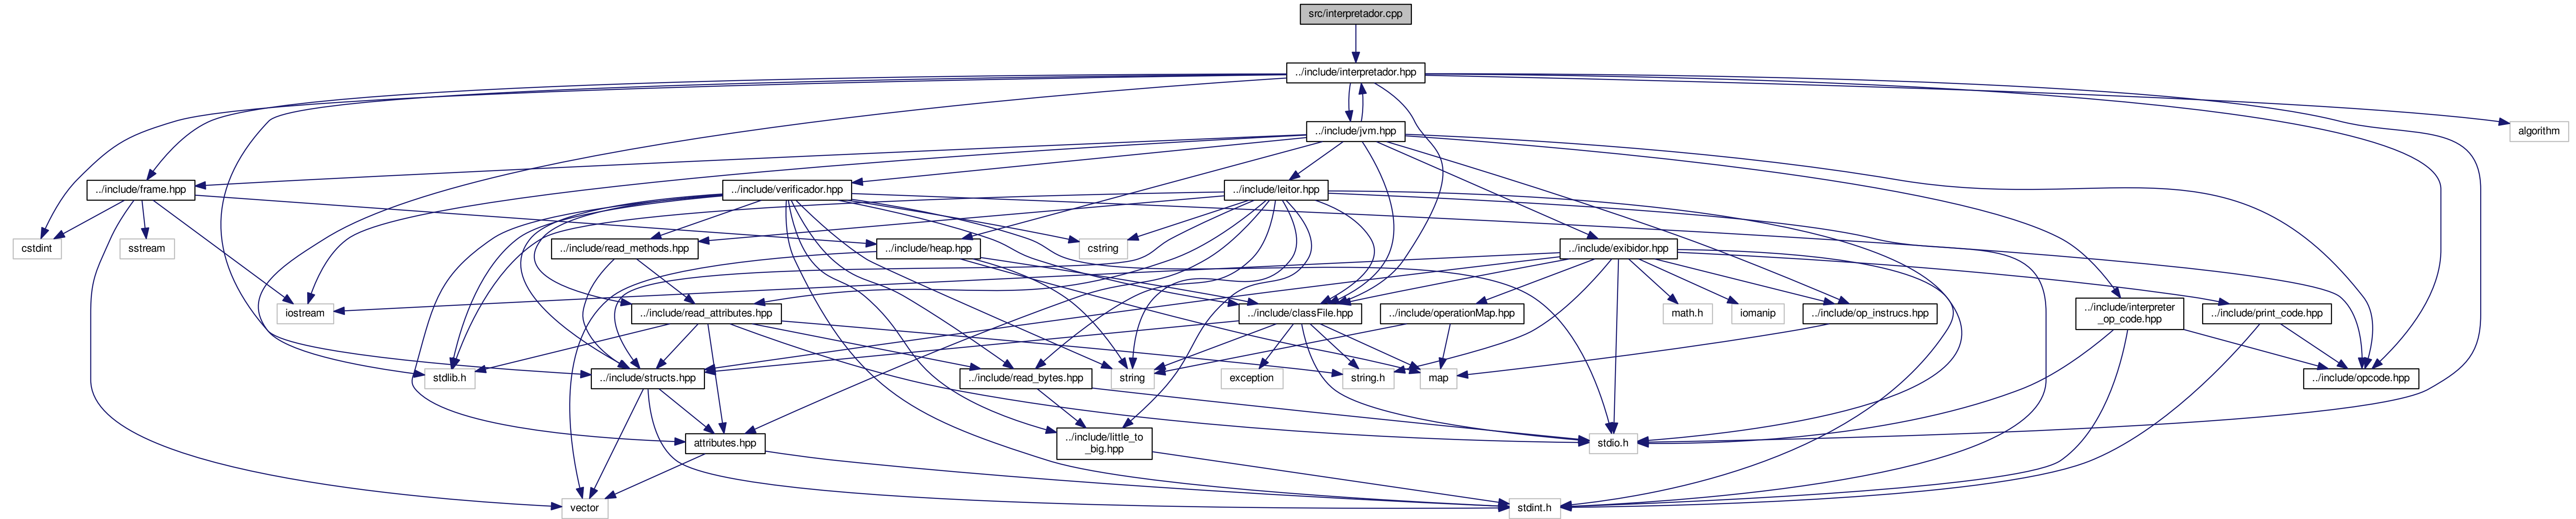 src/interpretador.cpp
../include/interpretador.hpp
../include/jvm.hpp
algorithm
../include/frame.hpp
../include/verificador.hpp
../include/leitor.hpp
cstdint
sstream
../include/read_methods.hpp
../include/heap.hpp
cstring
../include/exibidor.hpp
iostream
../include/read_attributes.hpp
../include/classFile.hpp
../include/operationMap.hpp
math.h
iomanip
../include/op_instrucs.hpp
../include/interpreter
_op_code.hpp
../include/print_code.hpp
stdlib.h
../include/structs.hpp
../include/read_bytes.hpp
string
exception
string.h
map
../include/opcode.hpp
attributes.hpp
../include/little_to
_big.hpp
stdio.h
vector
stdint.h